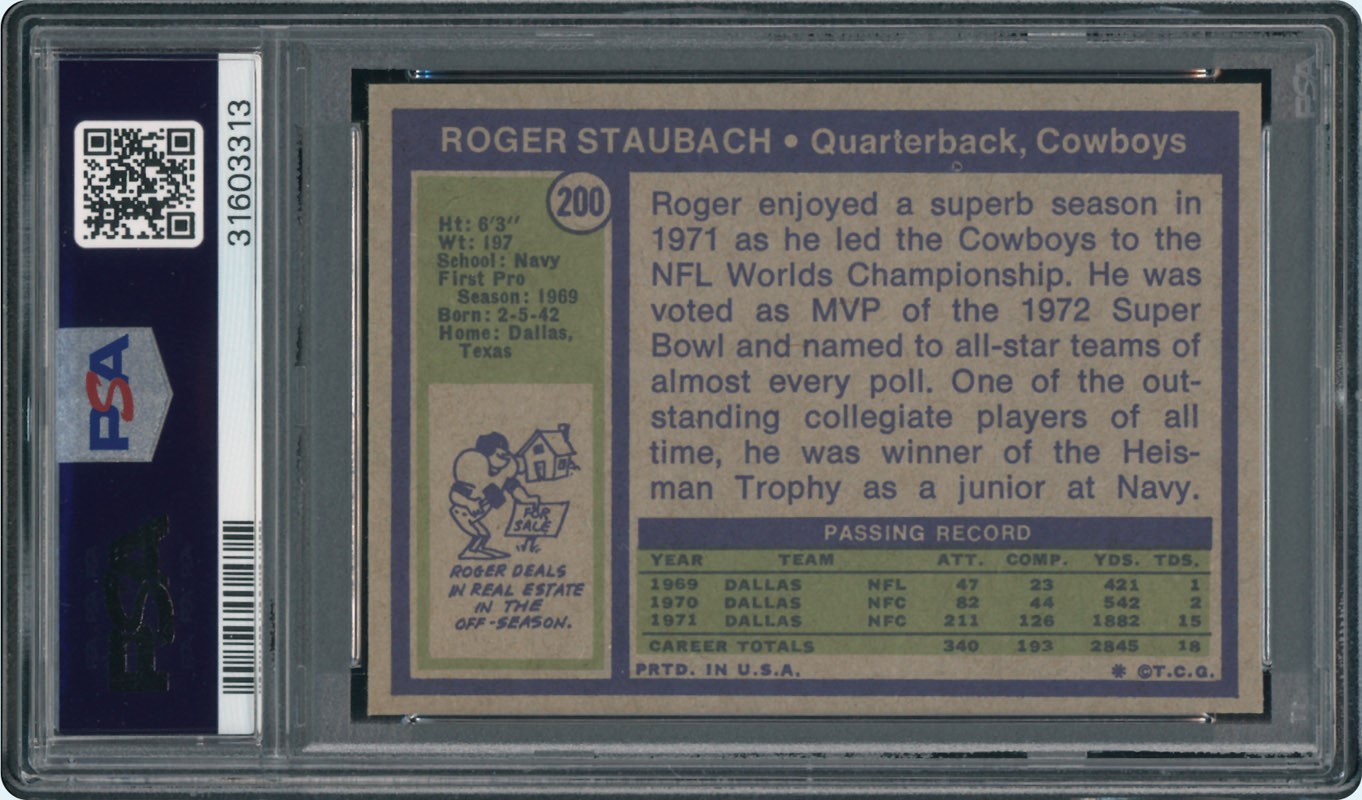 31603313
PSA
PSA
PSA
ROGER STAUBACH • Quarterback, Cowboys
200
Ht: 6'3"
Wt: 197
School: Navy
First Pro
Season: 1969
Born: 2-5-42
Home: Dallas,
Texas
FOR
SALE
ROGER DEALS
IN REAL ESTATE
IN THE
OFF-SEASON.
Roger enjoyed a superb season in
1971 as he led the Cowboys to the
NFL Worlds Championship. He was
voted as MVP of the 1972 Super
Bowl and named to all-star teams of
almost every poll. One of the out-
standing collegiate players of all
time, he was winner of the Heis-
man Trophy as a junior at Navy.
PASSING RECORD
YEAR TEAM ATT. COMP. YDS. TDS.
1969 DALLAS NFL 47 23 421 1
1970 DALLAS NFC 82 44 542 2
1971 DALLAS NFC 211 126 1882 15
CAREER TOTALS 340 193 2845 18
PRTD. IN U.S.A. * ©T.C.G.